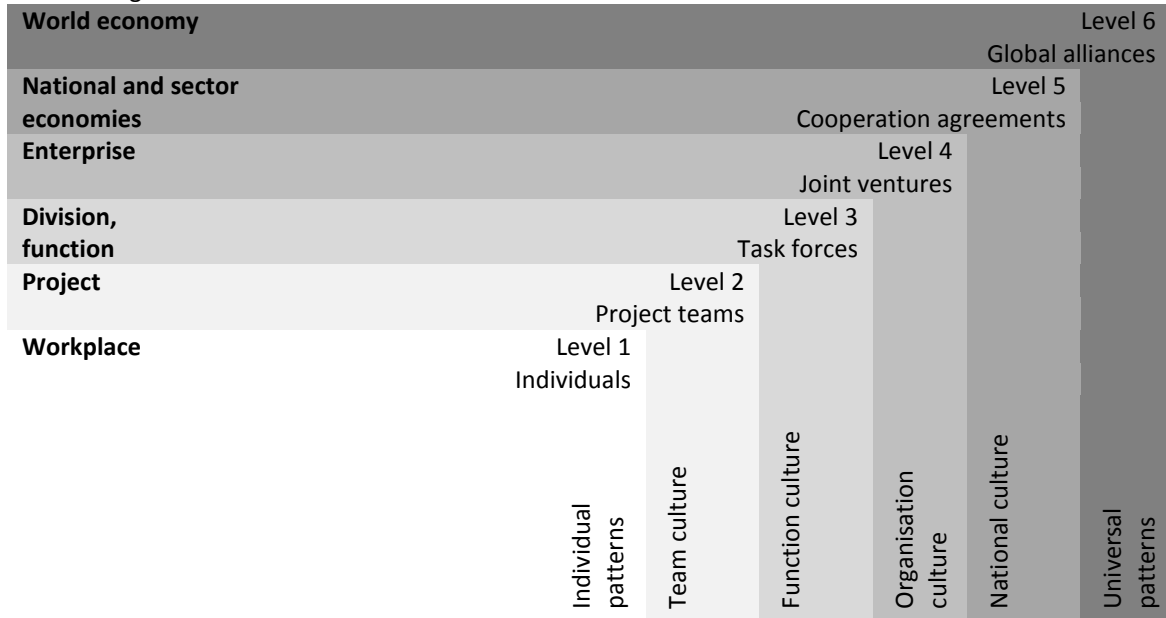 World economy Level 6
Global alliances
National and sector Level 5
economies Cooperation agreements
Enterprise Level 4
Joint ventures
Division, Level 3
function Task forces
Project Level 2
Project teams
Workplace Level 1
Individuals
Individual
patterns
Team culture
Function culture
Organisation
culture
National culture
Universal
patterns